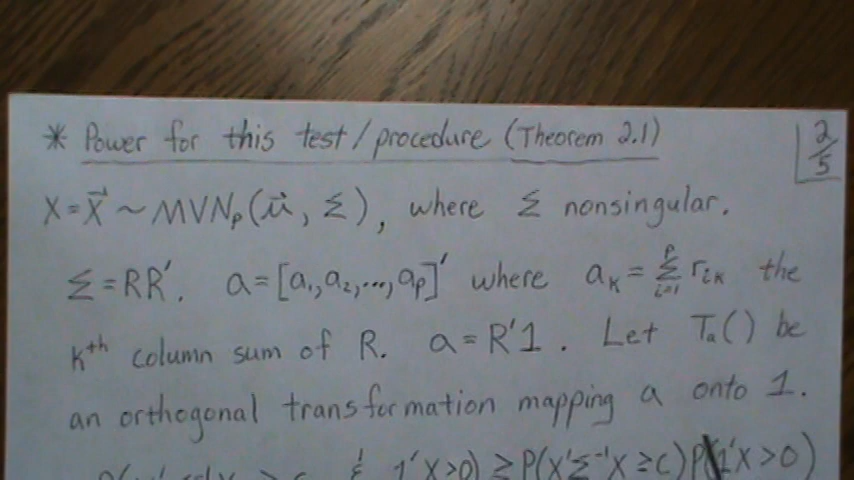 * Power for this test/procedure (Theorem 2.1)
2/5
X = X⃗ ~ MVNₚ(μ⃗, Σ), where Σ nonsingular.
Σ = RR'. a = [a₁, a₂, ..., aₚ]' where aₖ = Σᵢ₌₁ᵖ rᵢₖ the
kᵗʰ column sum of R. a = R'1. Let Tₐ() be
an orthogonal transformation mapping a onto 1.
1'X>0) ≥ P(X'Σ⁻¹X ≥ c) P(1'X > 0)